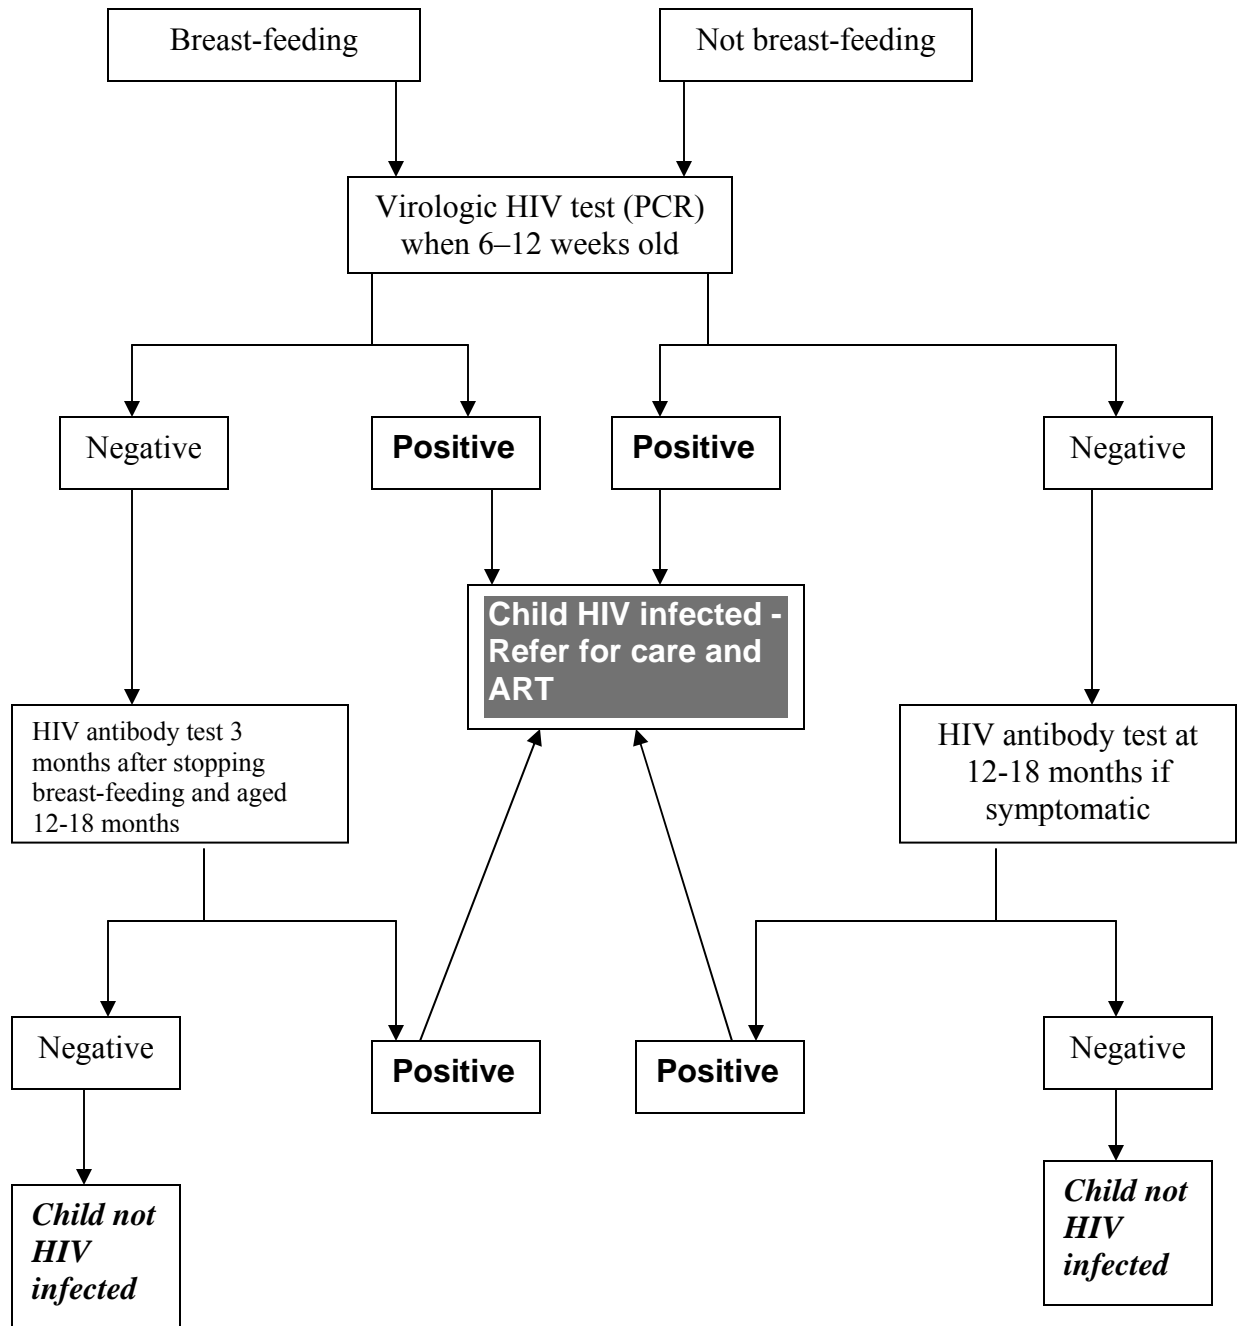 Breast-feeding
Not breast-feeding
Virologic HIV test (PCR)
when 6–12 weeks old
Negative
Positive
Positive
Negative
Child HIV infected -
Refer for care and
ART
HIV antibody test 3
months after stopping
breast-feeding and aged
12-18 months
HIV antibody test at
12-18 months if
symptomatic
Negative
Positive
Positive
Negative
Child not
HIV
infected
Child not
HIV
infected